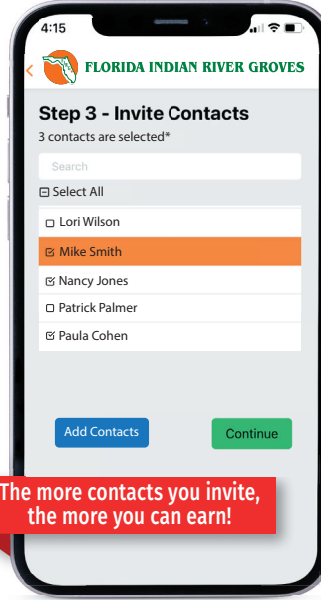 4:15
FLORIDA INDIAN RIVER GROVES
Step 3 - Invite Contacts
3 contacts are selected*
Search
Select All
Lori Wilson
Mike Smith
Nancy Jones
Patrick Palmer
Paula Cohen
Add Contacts
Continue
The more contacts you invite,
the more you can earn!